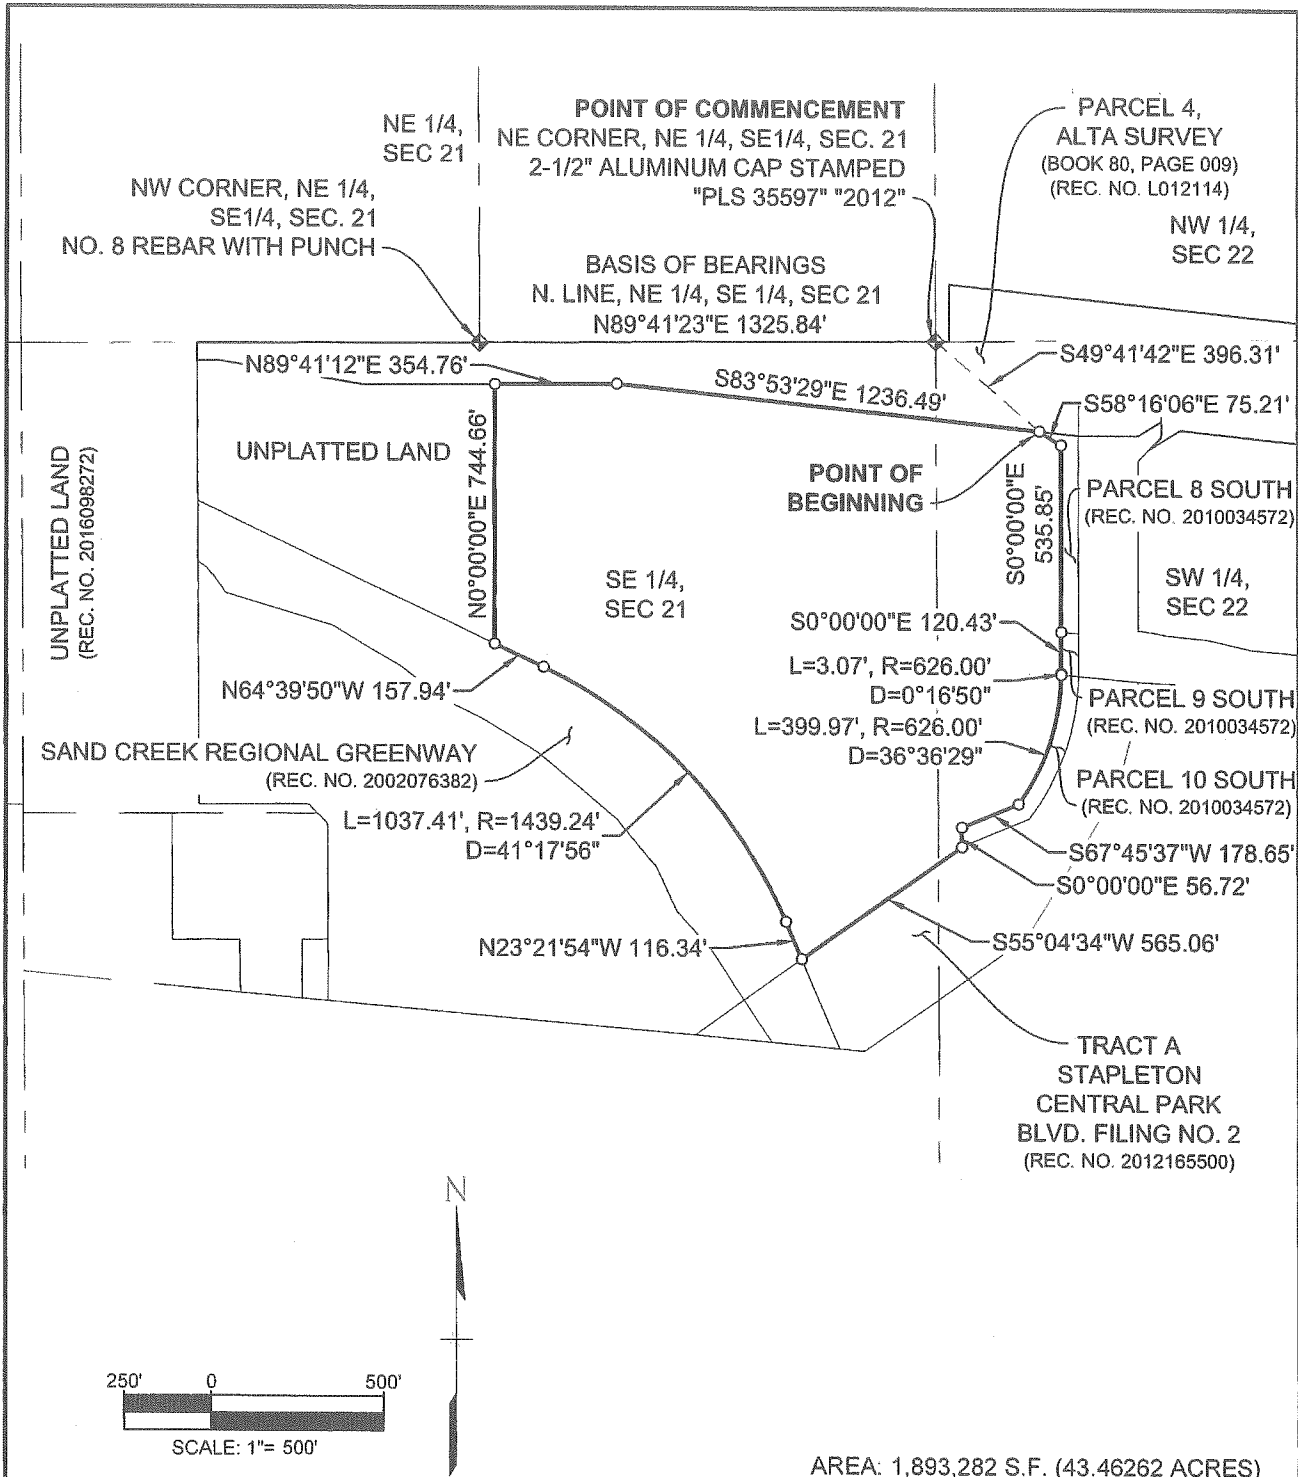 POINT OF COMMENCEMENT
NE CORNER, NE 1/4, SE1/4, SEC. 21
2-1/2" ALUMINUM CAP STAMPED
"PLS 35597" "2012"
PARCEL 4,
ALTA SURVEY
(BOOK 80, PAGE 009)
(REC. NO. L012114)
NE 1/4,
SEC 21
NW CORNER, NE 1/4,
SE1/4, SEC. 21
NO. 8 REBAR WITH PUNCH
NW 1/4,
SEC 22
BASIS OF BEARINGS
N. LINE, NE 1/4, SE 1/4, SEC 21
N89°41'23"E 1325.84'
N89°41'12"E 354.76'
S83°53'29"E 1236.49'
S49°41'42"E 396.31'
S58°16'06"E 75.21'
UNPLATTED LAND
(REC. NO. 2016098272)
UNPLATTED LAND
N0°00'00"E 744.66'
POINT OF
BEGINNING
S0°00'00"E
535.85'
PARCEL 8 SOUTH
(REC. NO. 2010034572)
SE 1/4,
SEC 21
SW 1/4,
SEC 22
S0°00'00"E 120.43'
L=3.07', R=626.00'
D=0°16'50"
N64°39'50"W 157.94'
PARCEL 9 SOUTH
(REC. NO. 2010034572)
L=399.97', R=626.00'
D=36°36'29"
SAND CREEK REGIONAL GREENWAY
(REC. NO. 2002076382)
PARCEL 10 SOUTH
(REC. NO. 2010034572)
L=1037.41', R=1439.24'
D=41°17'56"
S67°45'37"W 178.65'
S0°00'00"E 56.72'
N23°21'54"W 116.34'
S55°04'34"W 565.06'
TRACT A
STAPLETON
CENTRAL PARK
BLVD. FILING NO. 2
(REC. NO. 2012165500)
N
250' 0 500'
SCALE: 1"= 500'
AREA: 1,893,282 S.F. (43.46262 ACRES)